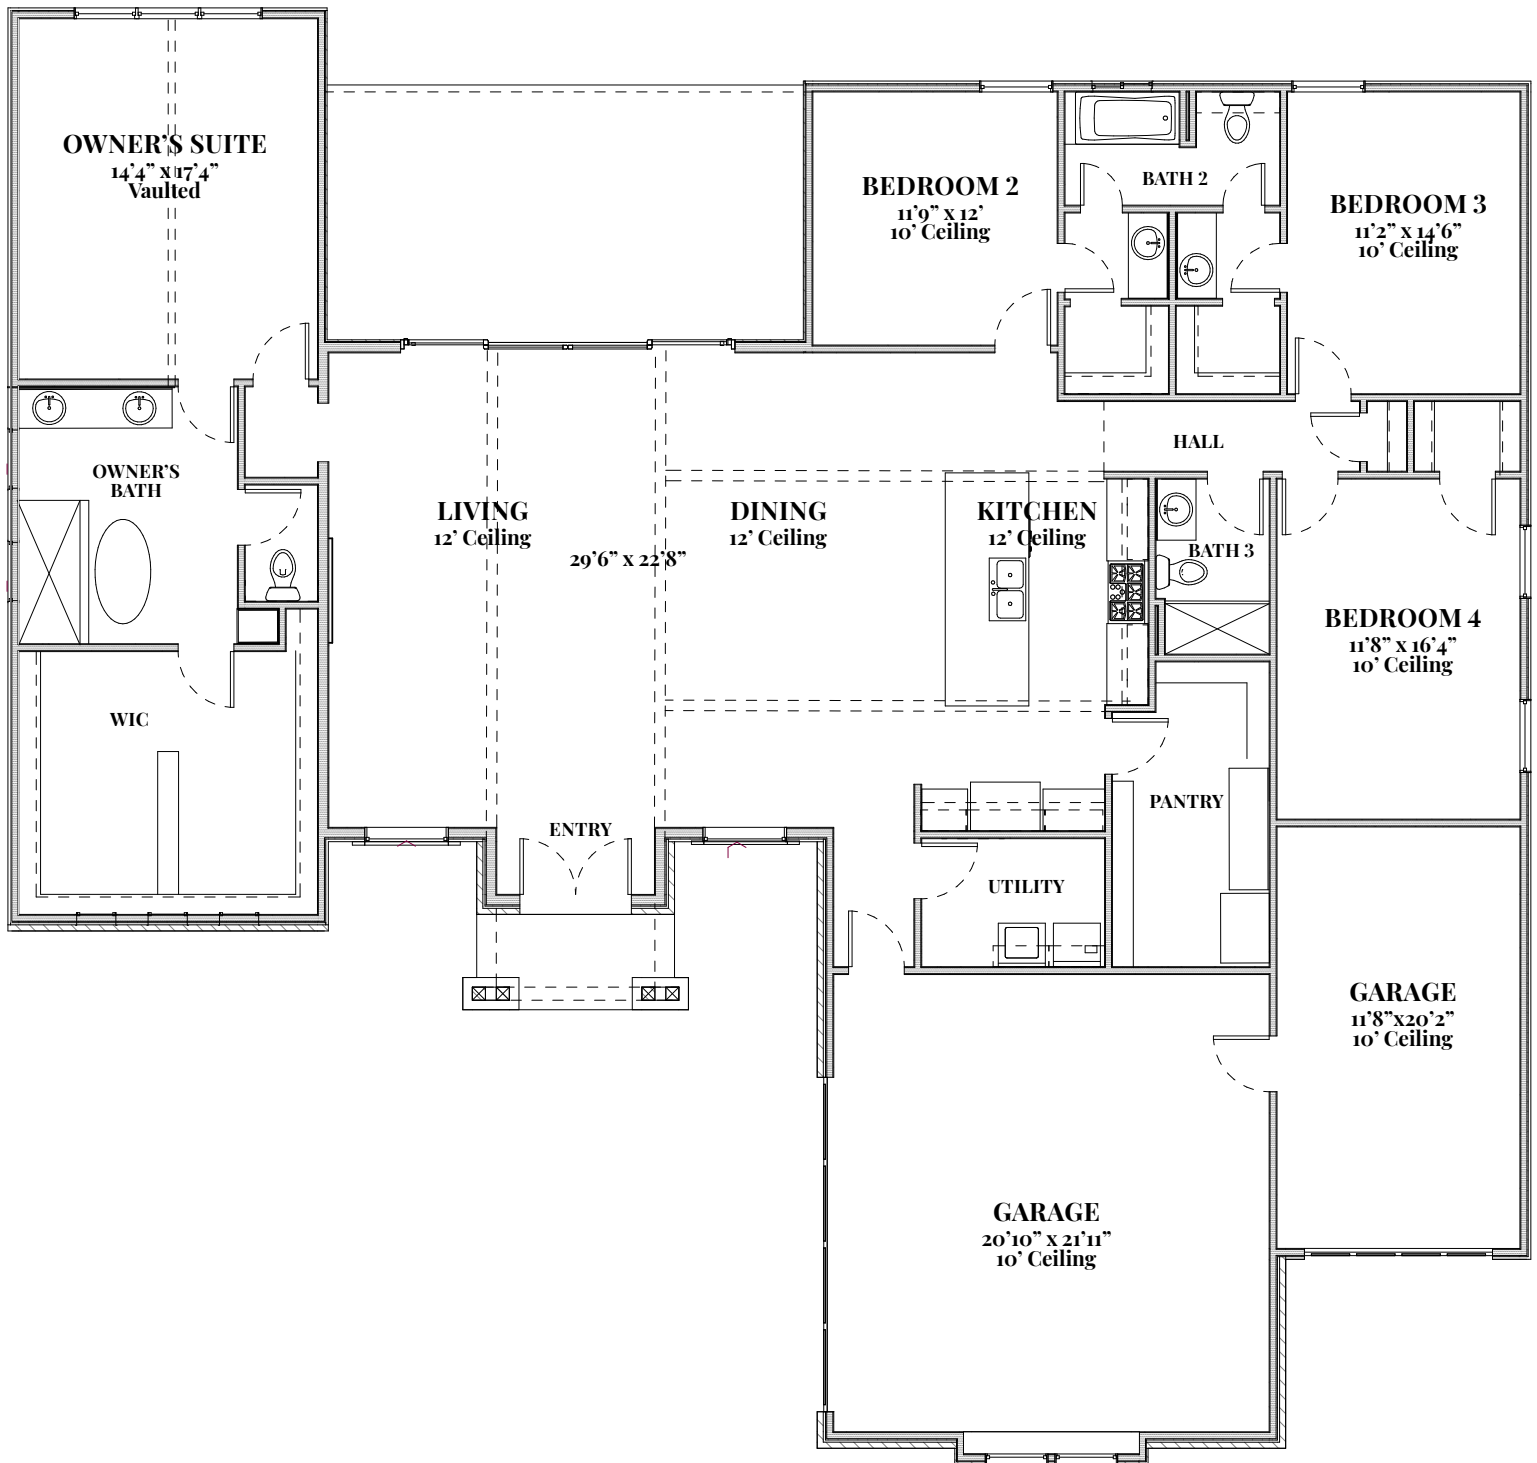 OWNER'S SUITE
14'4" x 17'4"
Vaulted
BEDROOM 2
11'9" x 12'
10' Ceiling
BATH 2
BEDROOM 3
11'2" x 14'6"
10' Ceiling
HALL
OWNER'S
BATH
LIVING
12' Ceiling
29'6" x 22'8"
DINING
12' Ceiling
KITCHEN
12' Ceiling
BATH 3
BEDROOM 4
11'8" x 16'4"
10' Ceiling
WIC
ENTRY
PANTRY
UTILITY
GARAGE
11'8"x20'2"
10' Ceiling
GARAGE
20'10" x 21'11"
10' Ceiling